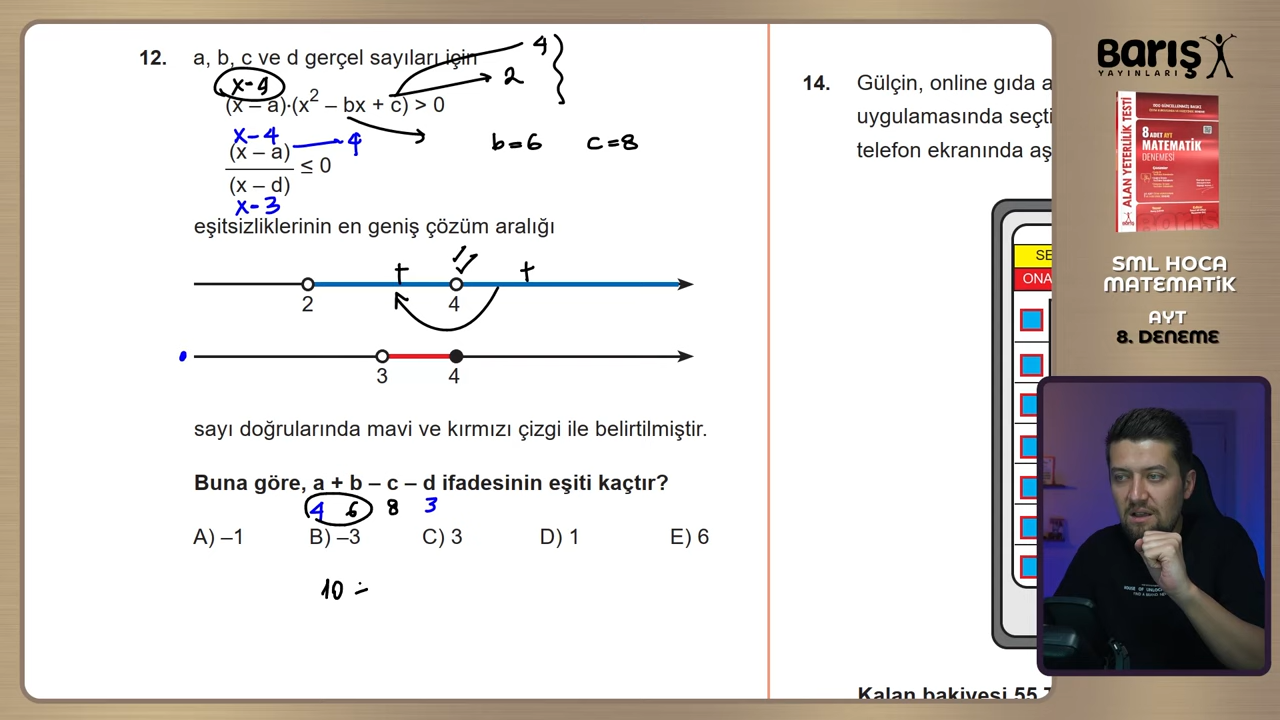 12. a, b, c ve d gerçel sayıları için
4
x-4
2
(x – a)·(x² – bx + c) > 0
x-4
4
b=6 c=8
(x – a)
≤ 0
(x – d)
x-3
eşitsizliklerinin en geniş çözüm aralığı
+ +
2 4
3 4
sayı doğrularında mavi ve kırmızı çizgi ile belirtilmiştir.
Buna göre, a + b – c – d ifadesinin eşiti kaçtır?
4 6 8 3
A) –1 B) –3 C) 3 D) 1 E) 6
10 -
14. Gülçin, online gıda a
uygulamasında seçti
telefon ekranında aş
SE
ONA
Kalan bakiyesi 55
BARIŞ
YAYINLARI
ALAN YETERLİLİK TESTİ
8 ADET AYT
MATEMATİK
DENEMESİ
Barış
SML HOCA
MATEMATİK
AYT
8. DENEME